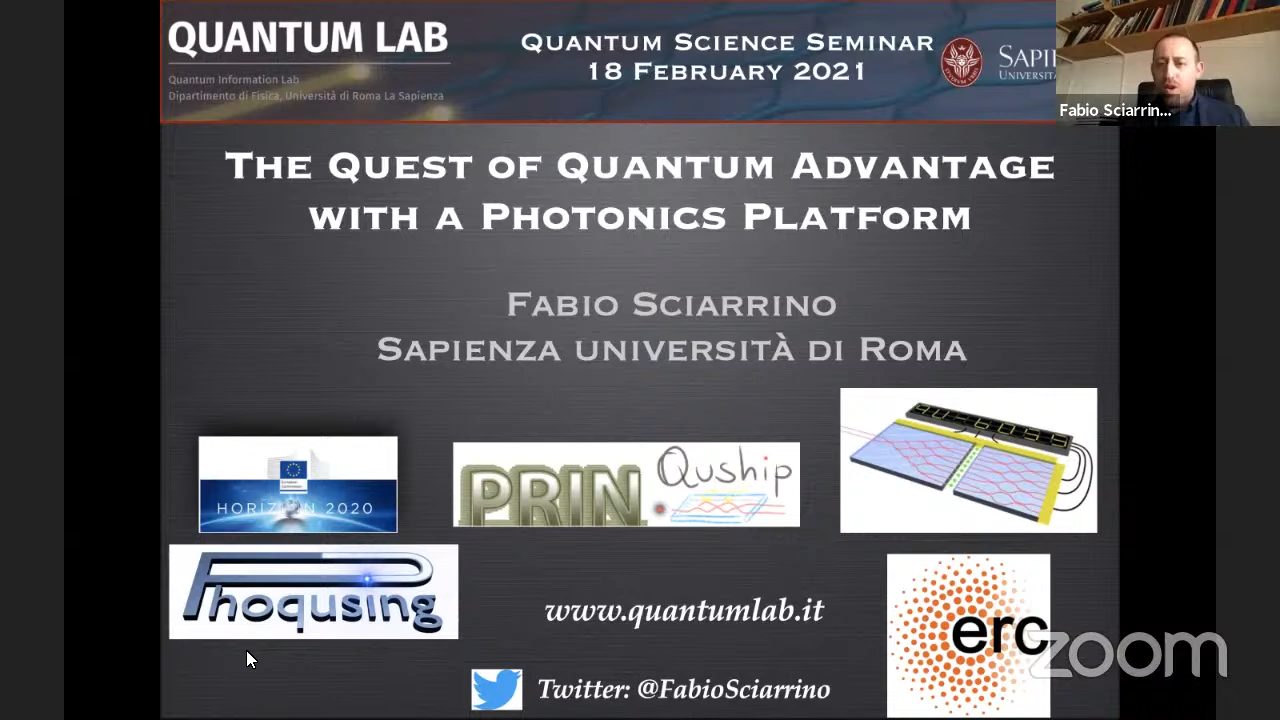 QUANTUM LAB
Quantum Information Lab
Dipartimento di Fisica, Università di Roma La Sapienza
Quantum Science Seminar
18 February 2021
Fabio Sciarrin...
The Quest of Quantum Advantage
with a Photonics Platform
Fabio Sciarrino
Sapienza università di Roma
HORIZON 2020
PRIN
Quship
Phoqusing
www.quantumlab.it
erc
zoom
Twitter: @FabioSciarrino